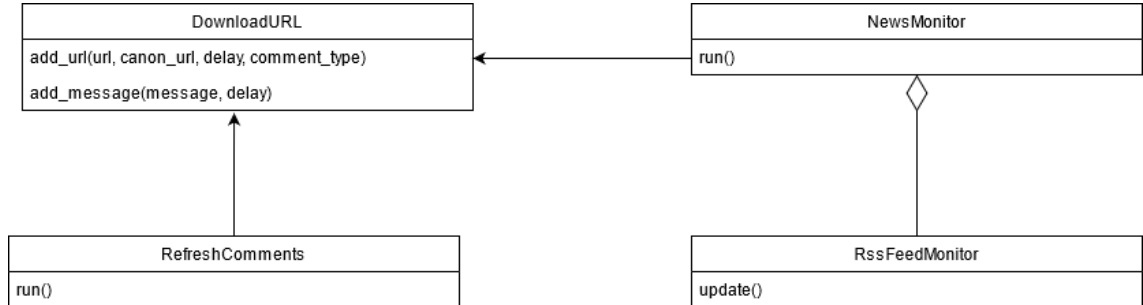 DownloadURL
add_url(url, canon_url, delay, comment_type)
add_message(message, delay)
NewsMonitor
run()
RefreshComments
run()
RssFeedMonitor
update()